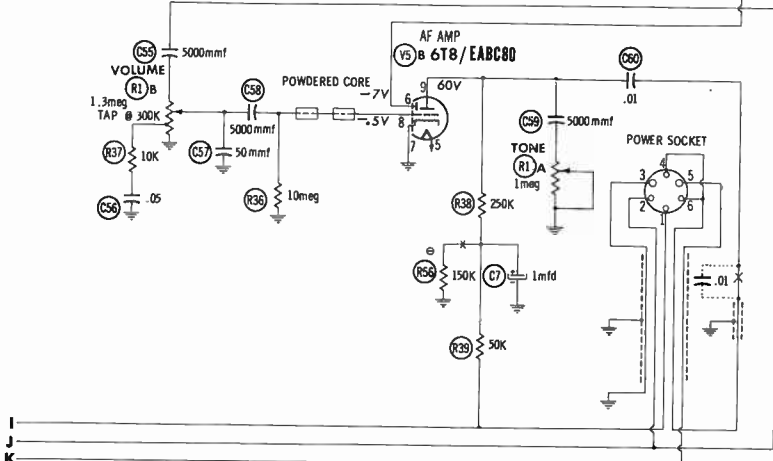 C55
5000mmf
VOLUME
R1 B
1.3meg
TAP @ 300K
R37
10K
C56
.05
C57
50mmf
C58
5000mmf
R36
10meg
POWDERED CORE
AF AMP
V5 B 6T8/EABC80
-7V
-.5V
60V
6
9
8
7
5
R38
250K
R56
150K
C7
1mfd
R39
50K
C59
5000mmf
TONE
R1 A
1meg
C60
.01
POWER SOCKET
4
3
5
2
6
1
.01
I
J
K